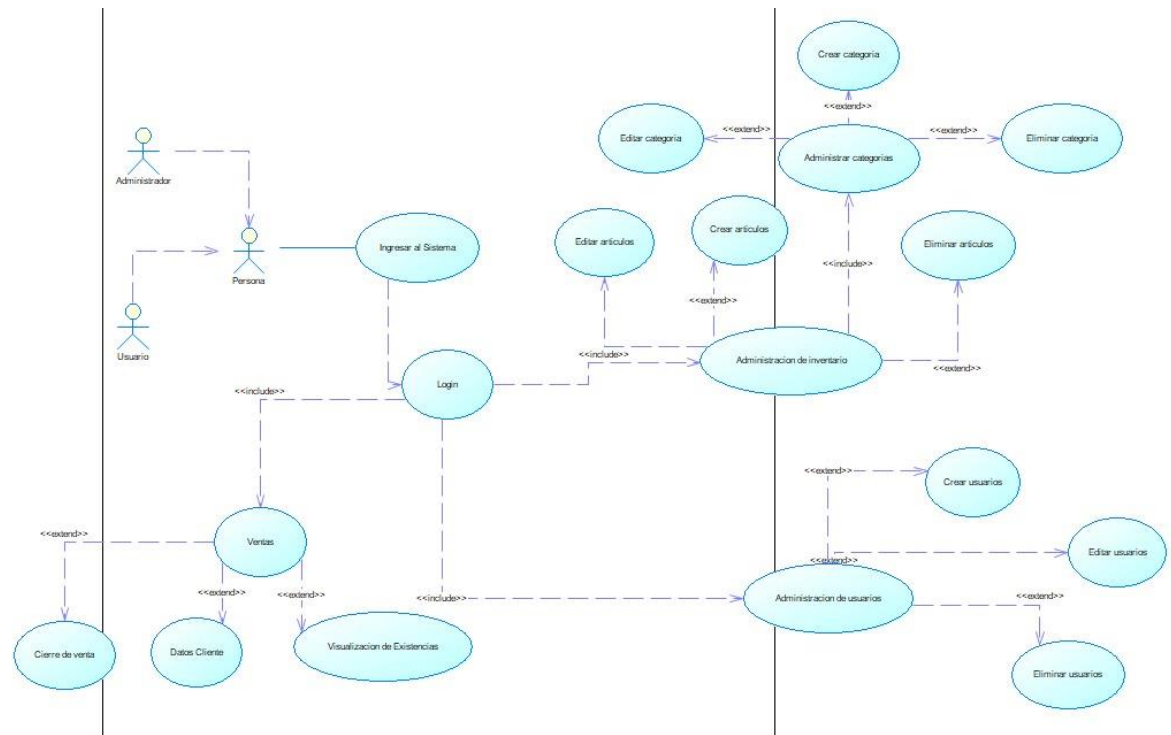 Crear categoria
<<extend>>
Editar categoria
<<extend>>
<<extend>>
Eliminar categoria
Administrar categorias
Administrador
Editar articulos
Crear articulos
Eliminar articulos
Ingresar al Sistema
<<include>>
Persona
<<extend>>
Usuario
<<include>>
Administracion de inventario
<<extend>>
Login
<<include>>
<<extend>>
Crear usuarios
<<extend>>
Ventas
Editar usuarios
<<extend>>
<<extend>>
<<extend>>
<<include>>
Administracion de usuarios
<<extend>>
Cierre de venta
Datos Cliente
Visualizacion de Existencias
Eliminar usuarios